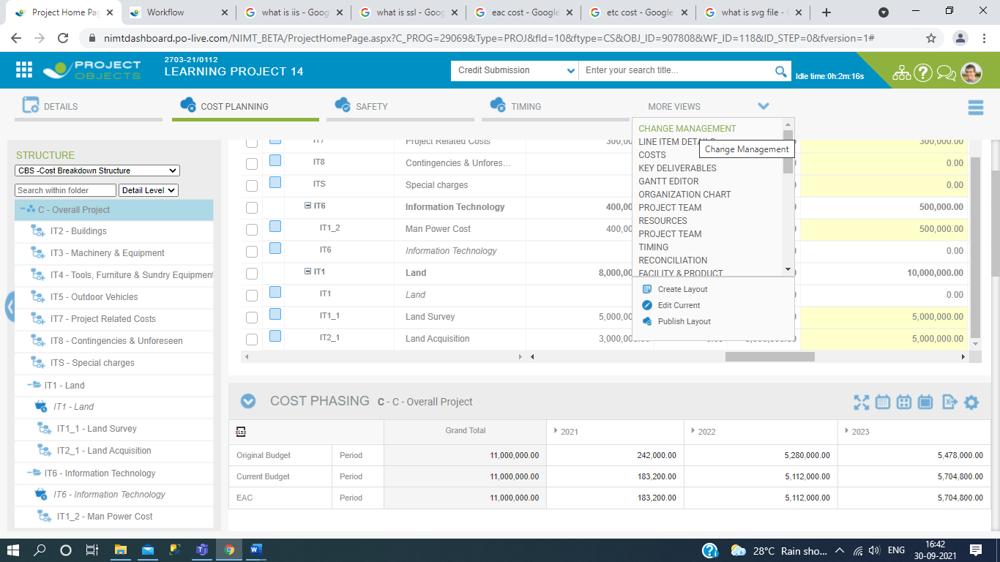 Project Home Pag
Workflow
what is iis - Goog
what is ssl - Goog
eac cost - Google
etc cost - Google
what is svg file - G
nimtdashboard.po-live.com/NIMT_BETA/ProjectHomePage.aspx?C_PROG=29069&Type=PROJ&fId=10&ftype=CS&OBJ_ID=907808&WF_ID=118&ID_STEP=0&fversion=1#
PROJECT OBJECTS
2703-21/0112
LEARNING PROJECT 14
Credit Submission
Enter your search title...
Idle time:0h:2m:16s
DETAILS
COST PLANNING
SAFETY
TIMING
MORE VIEWS
CHANGE MANAGEMENT
LINE ITEM DETAILS
Change Management
COSTS
KEY DELIVERABLES
GANTT EDITOR
ORGANIZATION CHART
PROJECT TEAM
RESOURCES
PROJECT TEAM
TIMING
RECONCILIATION
FACILITY & PRODUCT
Create Layout
Edit Current
Publish Layout
STRUCTURE
CBS -Cost Breakdown Structure
Search within folder
Detail Level
C - Overall Project
IT2 - Buildings
IT3 - Machinery & Equipment
IT4 - Tools, Furniture & Sundry Equipment
IT5 - Outdoor Vehicles
IT7 - Project Related Costs
IT8 - Contingencies & Unforeseen
ITS - Special charges
IT1 - Land
IT1 - Land
IT1_1 - Land Survey
IT2_1 - Land Acquisition
IT6 - Information Technology
IT6 - Information Technology
IT1_2 - Man Power Cost
IT7 Project Related Costs 300,00 300,000.00
IT8 Contingencies & Unfores... 0.00
ITS Special charges 0.00
IT6 Information Technology 400,00 500,000.00
IT1_2 Man Power Cost 400,00 500,000.00
IT6 Information Technology 0.00
IT1 Land 8,000,00 10,000,000.00
IT1 Land 0.00
IT1_1 Land Survey 5,000,00 5,000,000.00
IT2_1 Land Acquisition 3,000,000.00 5,000,000.00
COST PHASING C - C - Overall Project
XLSX
Grand Total 2021 2022 2023
Original Budget Period 11,000,000.00 242,000.00 5,280,000.00 5,478,000.00
Current Budget Period 11,000,000.00 183,200.00 5,112,000.00 5,704,800.00
EAC Period 11,000,000.00 183,200.00 5,112,000.00 5,704,800.00
28°C Rain sho...
ENG
16:42
30-09-2021